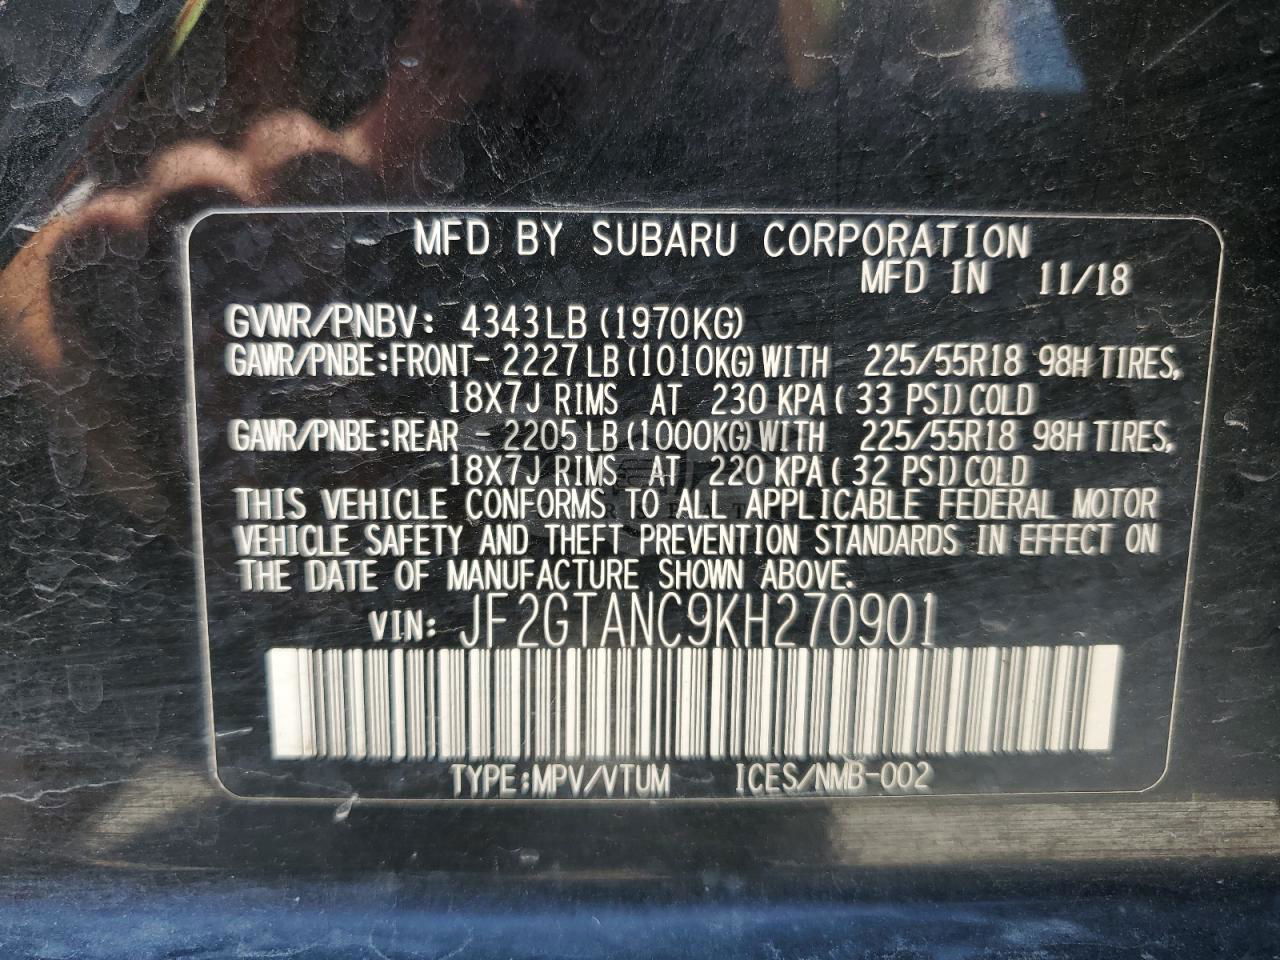 MFD BY SUBARU CORPORATION
MFD IN 11/18
GVWR/PNBV: 4343LB (1970KG)
GAWR/PNBE:FRONT- 2227LB (1010KG) WITH 225/55R18 98H TIRES,
18X7J RIMS AT 230 KPA ( 33 PSI) COLD
GAWR/PNBE:REAR - 2205LB (1000KG) WITH 225/55R18 98H TIRES,
18X7J RIMS AT 220 KPA ( 32 PSI) COLD
THIS VEHICLE CONFORMS TO ALL APPLICABLE FEDERAL MOTOR
VEHICLE SAFETY AND THEFT PREVENTION STANDARDS IN EFFECT ON
THE DATE OF MANUFACTURE SHOWN ABOVE.
VIN: JF2GTANC9KH270901
TYPE:MPV/VTUM ICES/NMB-002